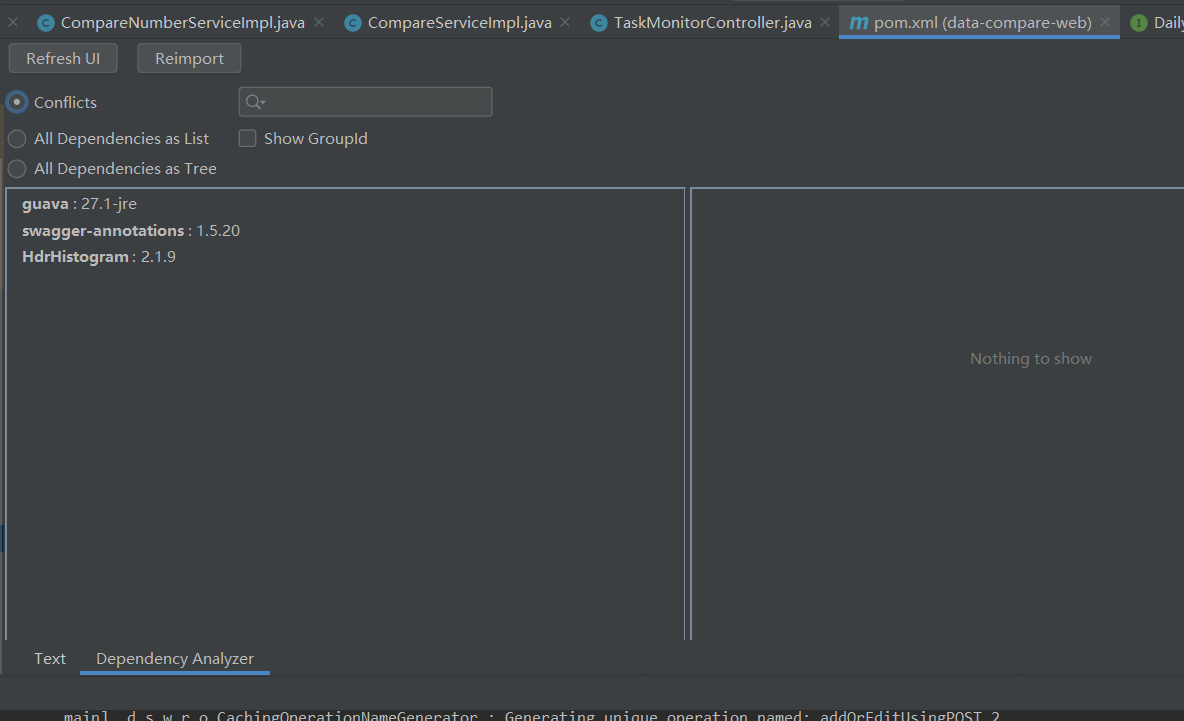 CompareNumberServiceImpl.java CompareServiceImpl.java TaskMonitorController.java m pom.xml (data-compare-web) I Daily
Refresh UI Reimport
Conflicts
All Dependencies as List Show GroupId
All Dependencies as Tree
guava : 27.1-jre
swagger-annotations : 1.5.20
HdrHistogram : 2.1.9
Nothing to show
Text Dependency Analyzer
main] d.s.w.r.o.CachingOperationNameGenerator : Generating unique operation named: addOrEditUsingPOST_2